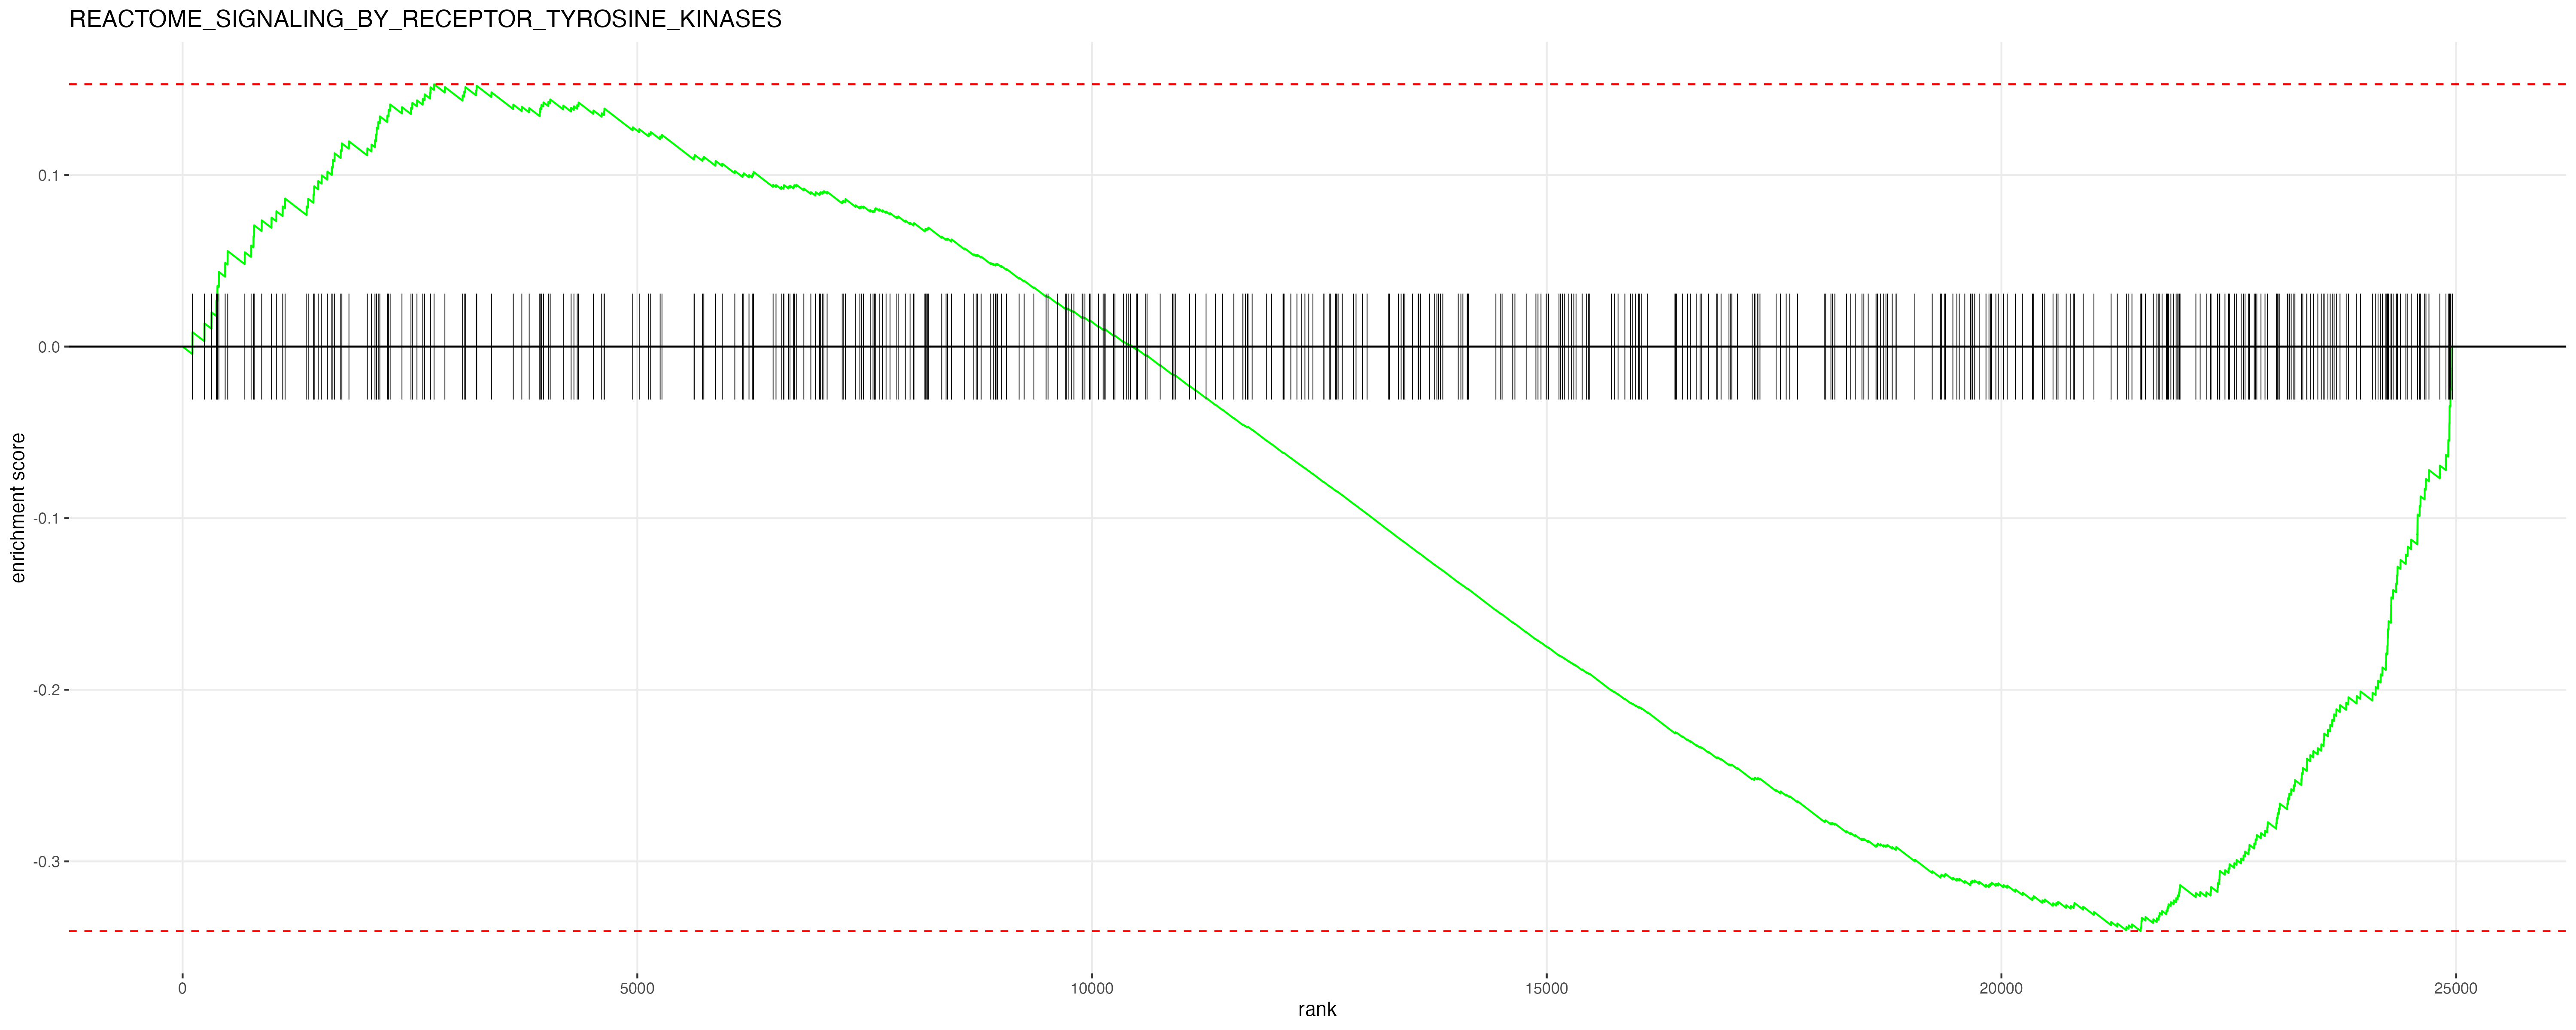 REACTOME_SIGNALING_BY_RECEPTOR_TYROSINE_KINASES
enrichment score
0.1
0.0
-0.1
-0.2
-0.3
0 5000 10000 15000 20000 25000
rank